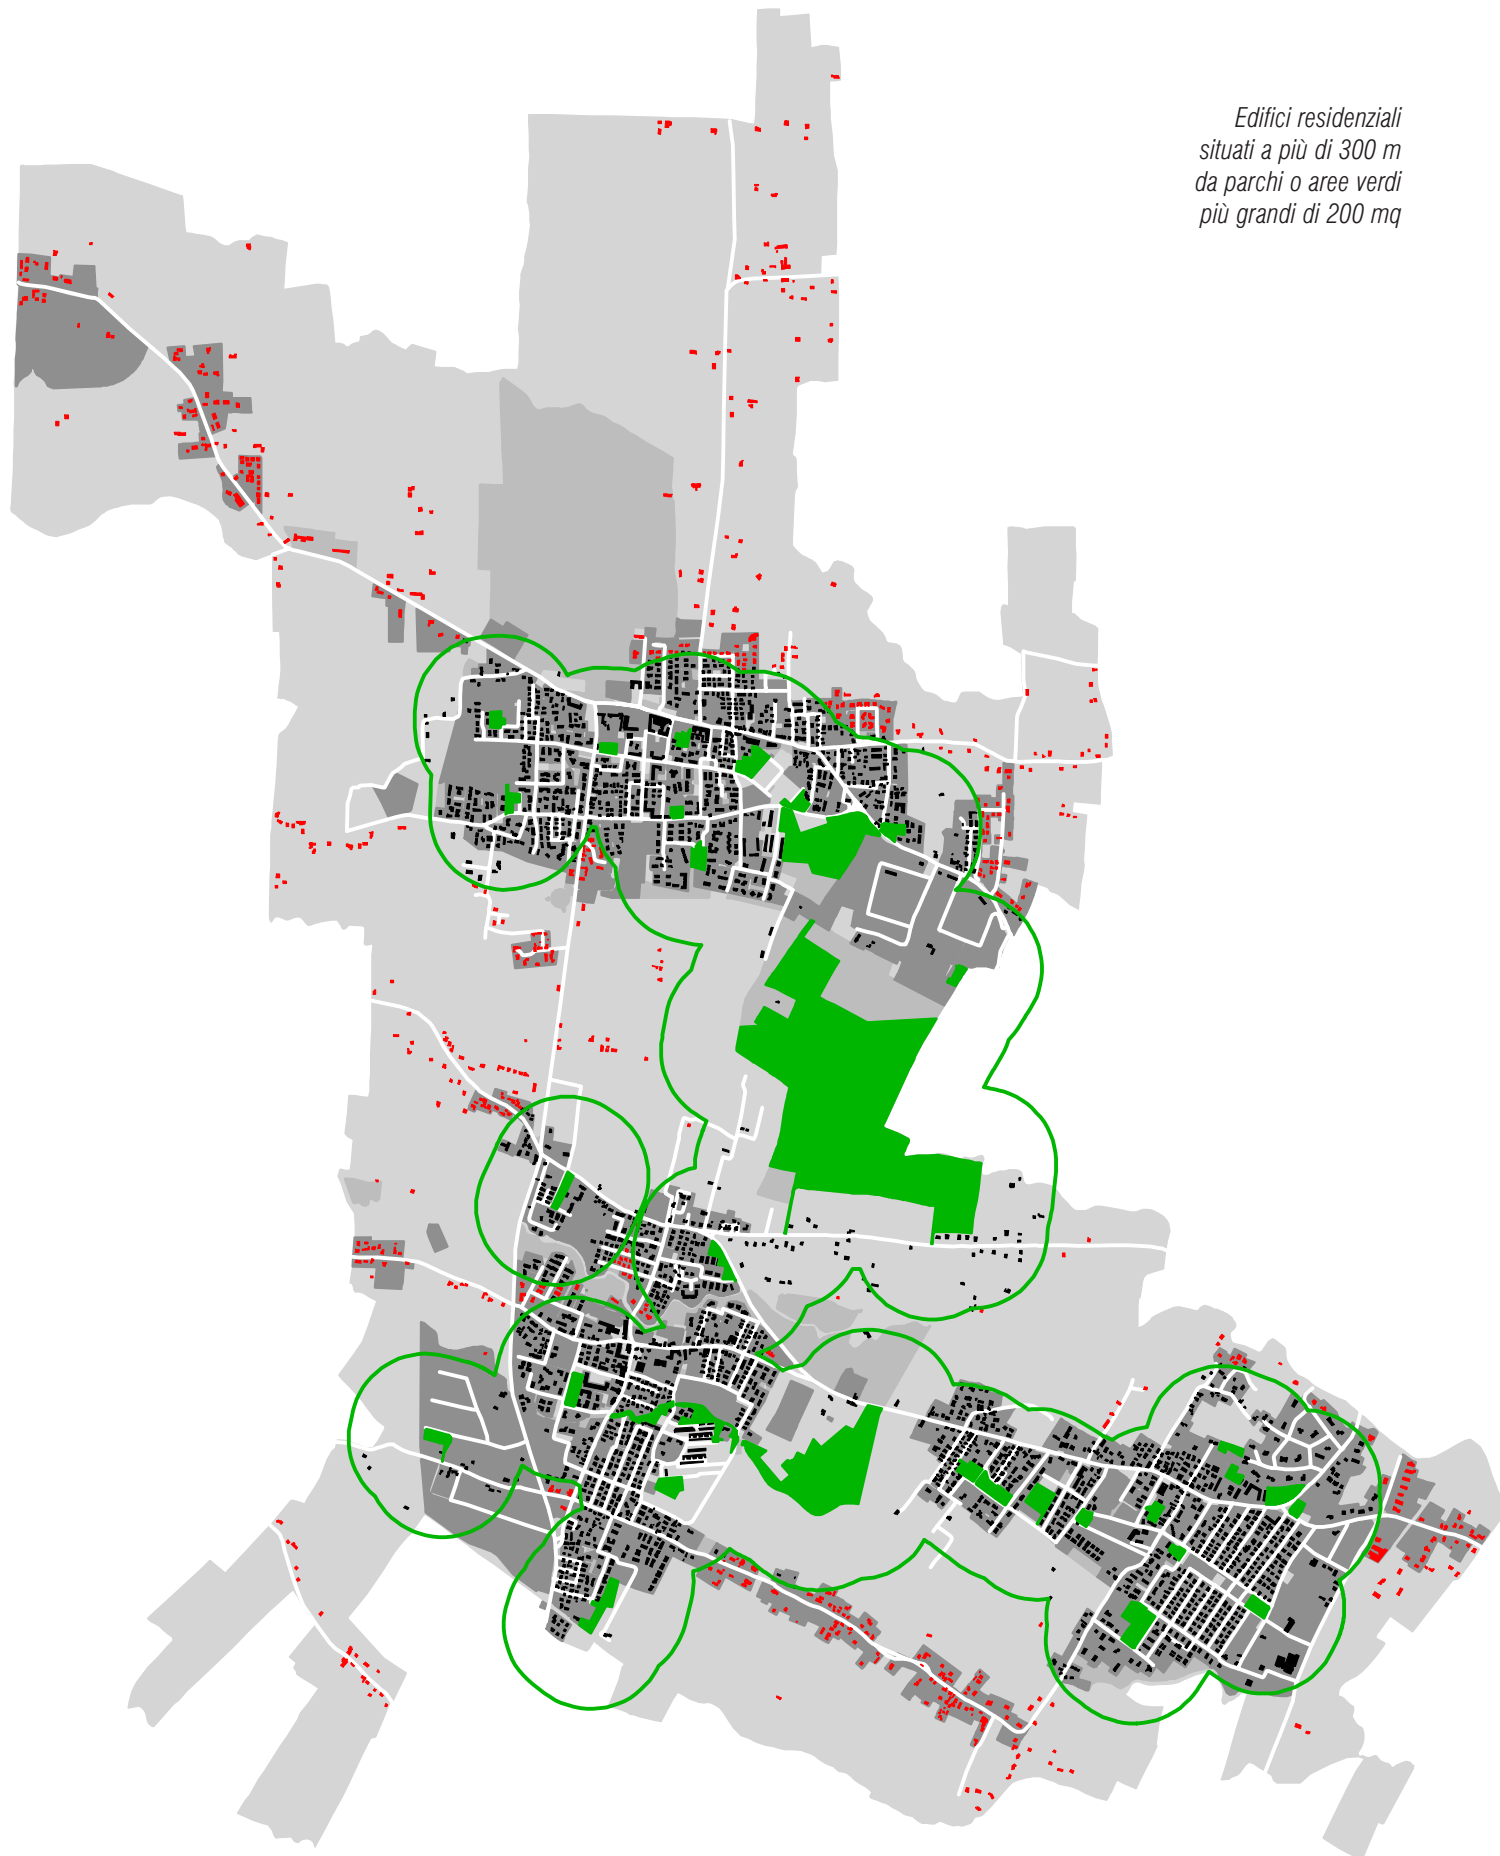 Edifici residenziali
situati a più di 300 m
da parchi o aree verdi
più grandi di 200 mq